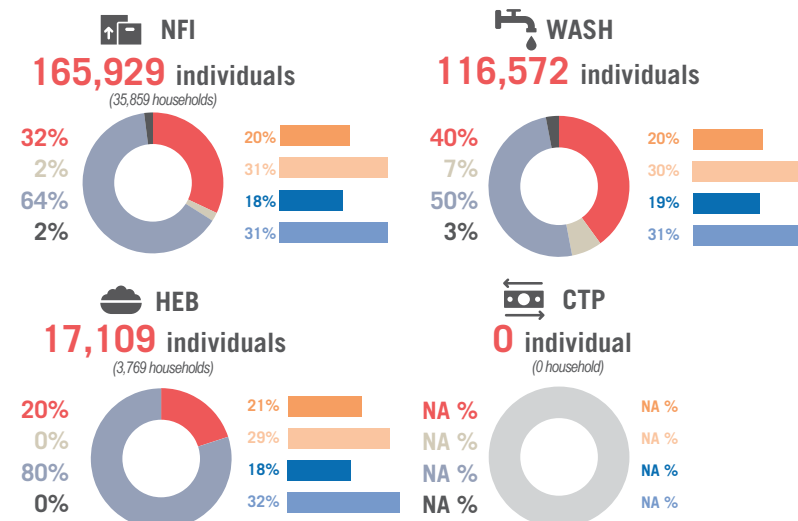 NFI
165,929 individuals
(35,859 households)
32%
2%
64%
2%
20%
31%
18%
31%
WASH
116,572 individuals
40%
7%
50%
3%
20%
30%
19%
31%
HEB
17,109 individuals
(3,769 households)
20%
0%
80%
0%
21%
29%
18%
32%
CTP
0 individual
(0 household)
NA %
NA %
NA %
NA %
NA %
NA %
NA %
NA %